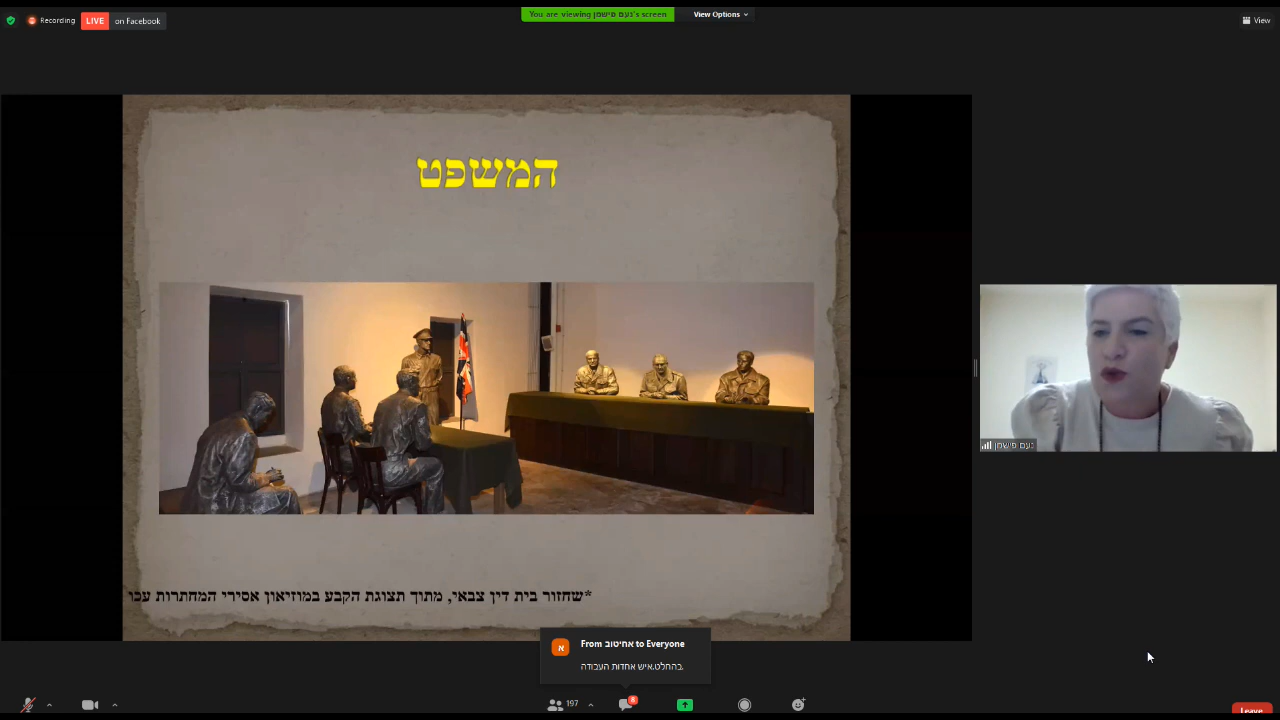 Recording
LIVE on Facebook
You are viewing נעם פישמן's screen
View Options
View
המשפט
*שחזור בית דין צבאי, מתוך תצוגת הקבע במוזיאון אסירי המחתרות עכו
נעם פישמן
From אחיטוב to Everyone
א
בהחלט.איש אחדות העבודה.
197
8
Leave